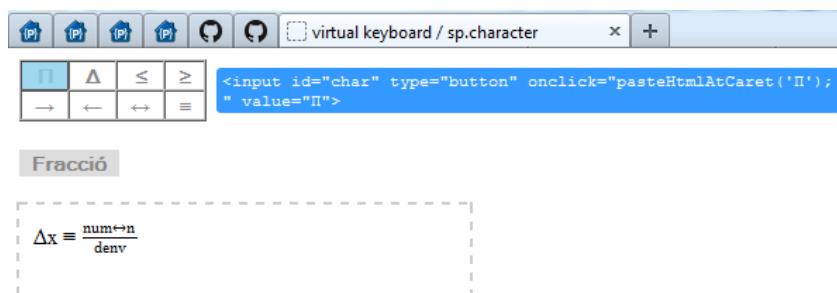 virtual keyboard / sp.character × +
Π Δ ≤ ≥
→ ← ↔ ≡
<input id="char" type="button" onclick="pasteHtmlAtCaret('Π');
" value="Π">
Fracció
Δx ≡ num↔n
denv